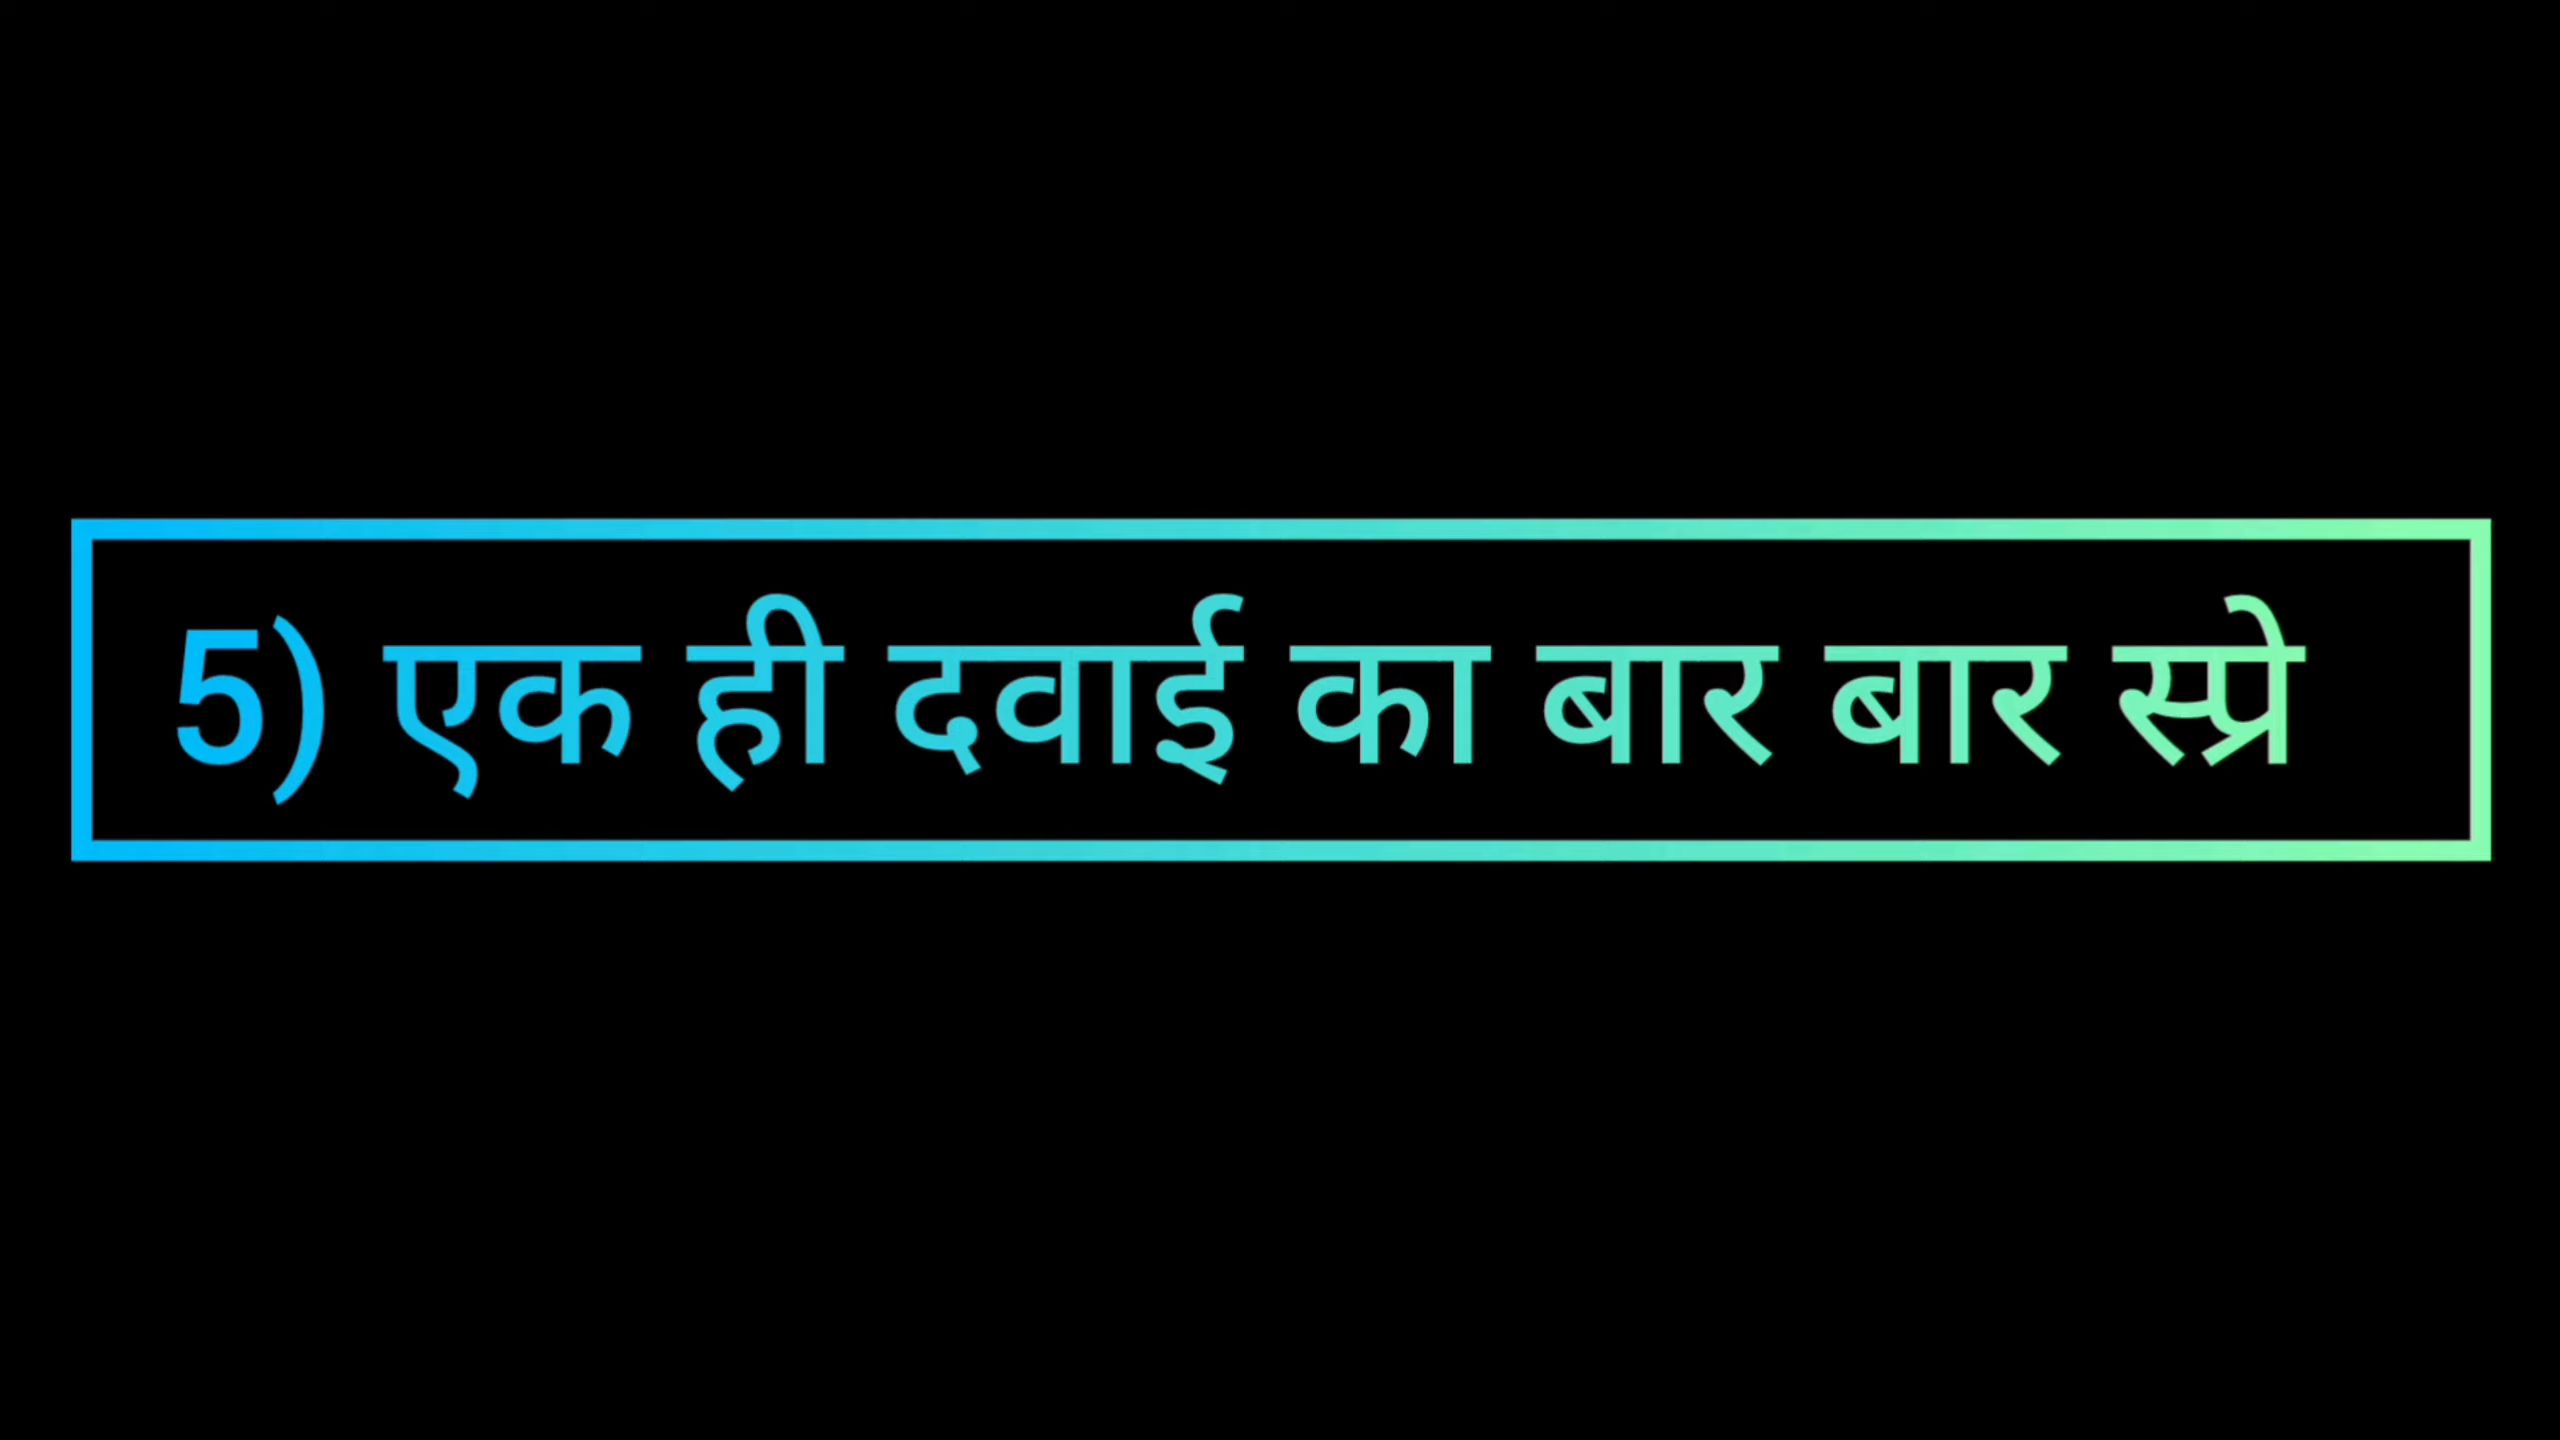 5) एक ही दवाई का बार बार स्प्रे